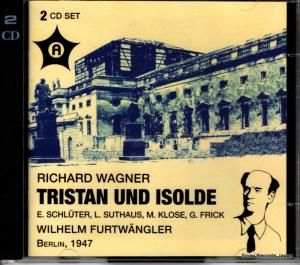 2
CD
2 CD SET
A
RICHARD WAGNER
TRISTAN UND ISOLDE
E. SCHLÜTER, L. SUTHAUS, M. KLOSE, G. FRICK
WILHELM FURTWÄNGLER
BERLIN, 1947